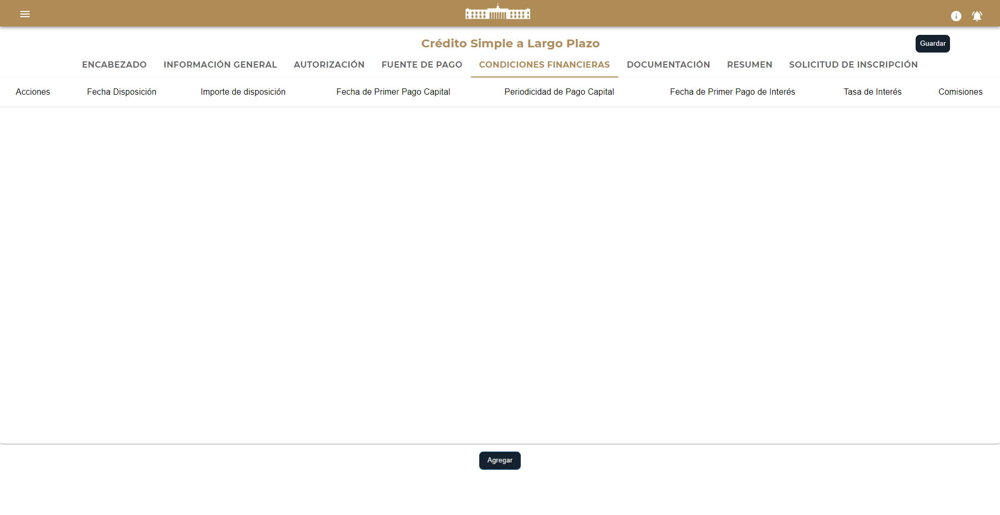 Crédito Simple a Largo Plazo
Guardar
ENCABEZADO INFORMACIÓN GENERAL AUTORIZACIÓN FUENTE DE PAGO CONDICIONES FINANCIERAS DOCUMENTACIÓN RESUMEN SOLICITUD DE INSCRIPCIÓN
Acciones Fecha Disposición Importe de disposición Fecha de Primer Pago Capital Periodicidad de Pago Capital Fecha de Primer Pago de Interés Tasa de Interés Comisiones
Agregar